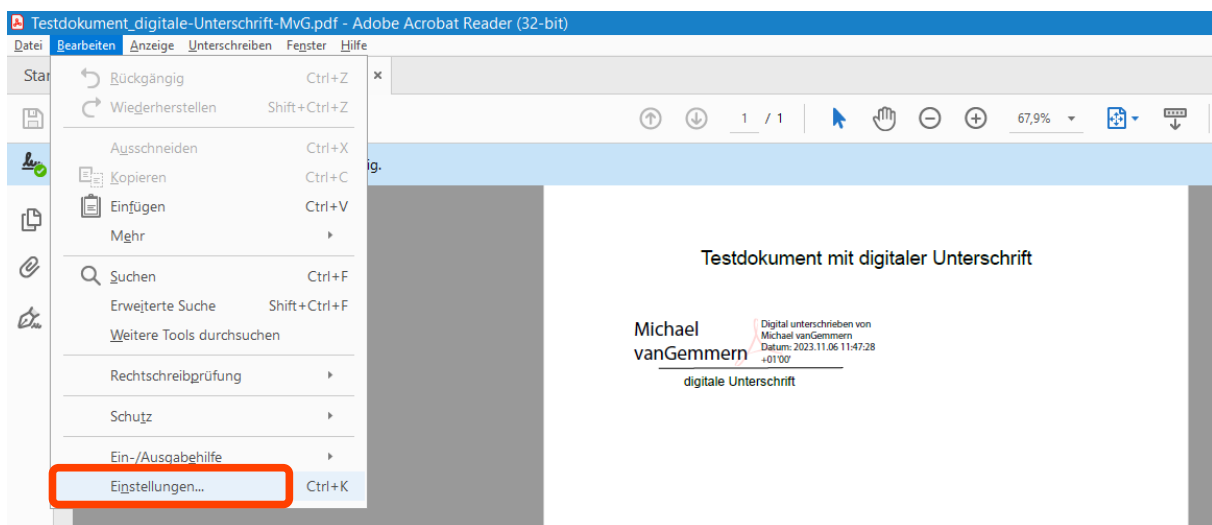 Testdokument_digitale-Unterschrift-MvG.pdf - Adobe Acrobat Reader (32-bit)
Datei Bearbeiten Anzeige Unterschreiben Fenster Hilfe
Star ×
Rückgängig Ctrl+Z
Wiederherstellen Shift+Ctrl+Z
1 / 1 67,9%
Ausschneiden Ctrl+X
ig.
Kopieren Ctrl+C
Einfügen Ctrl+V
Mehr
Suchen Ctrl+F
Erweiterte Suche Shift+Ctrl+F
Weitere Tools durchsuchen
Rechtschreibprüfung
Schutz
Ein-/Ausgabehilfe
Einstellungen... Ctrl+K
Testdokument mit digitaler Unterschrift
Michael
vanGemmern
Digital unterschrieben von
Michael vanGemmern
Datum: 2023.11.06 11:47:28
+01'00'
digitale Unterschrift